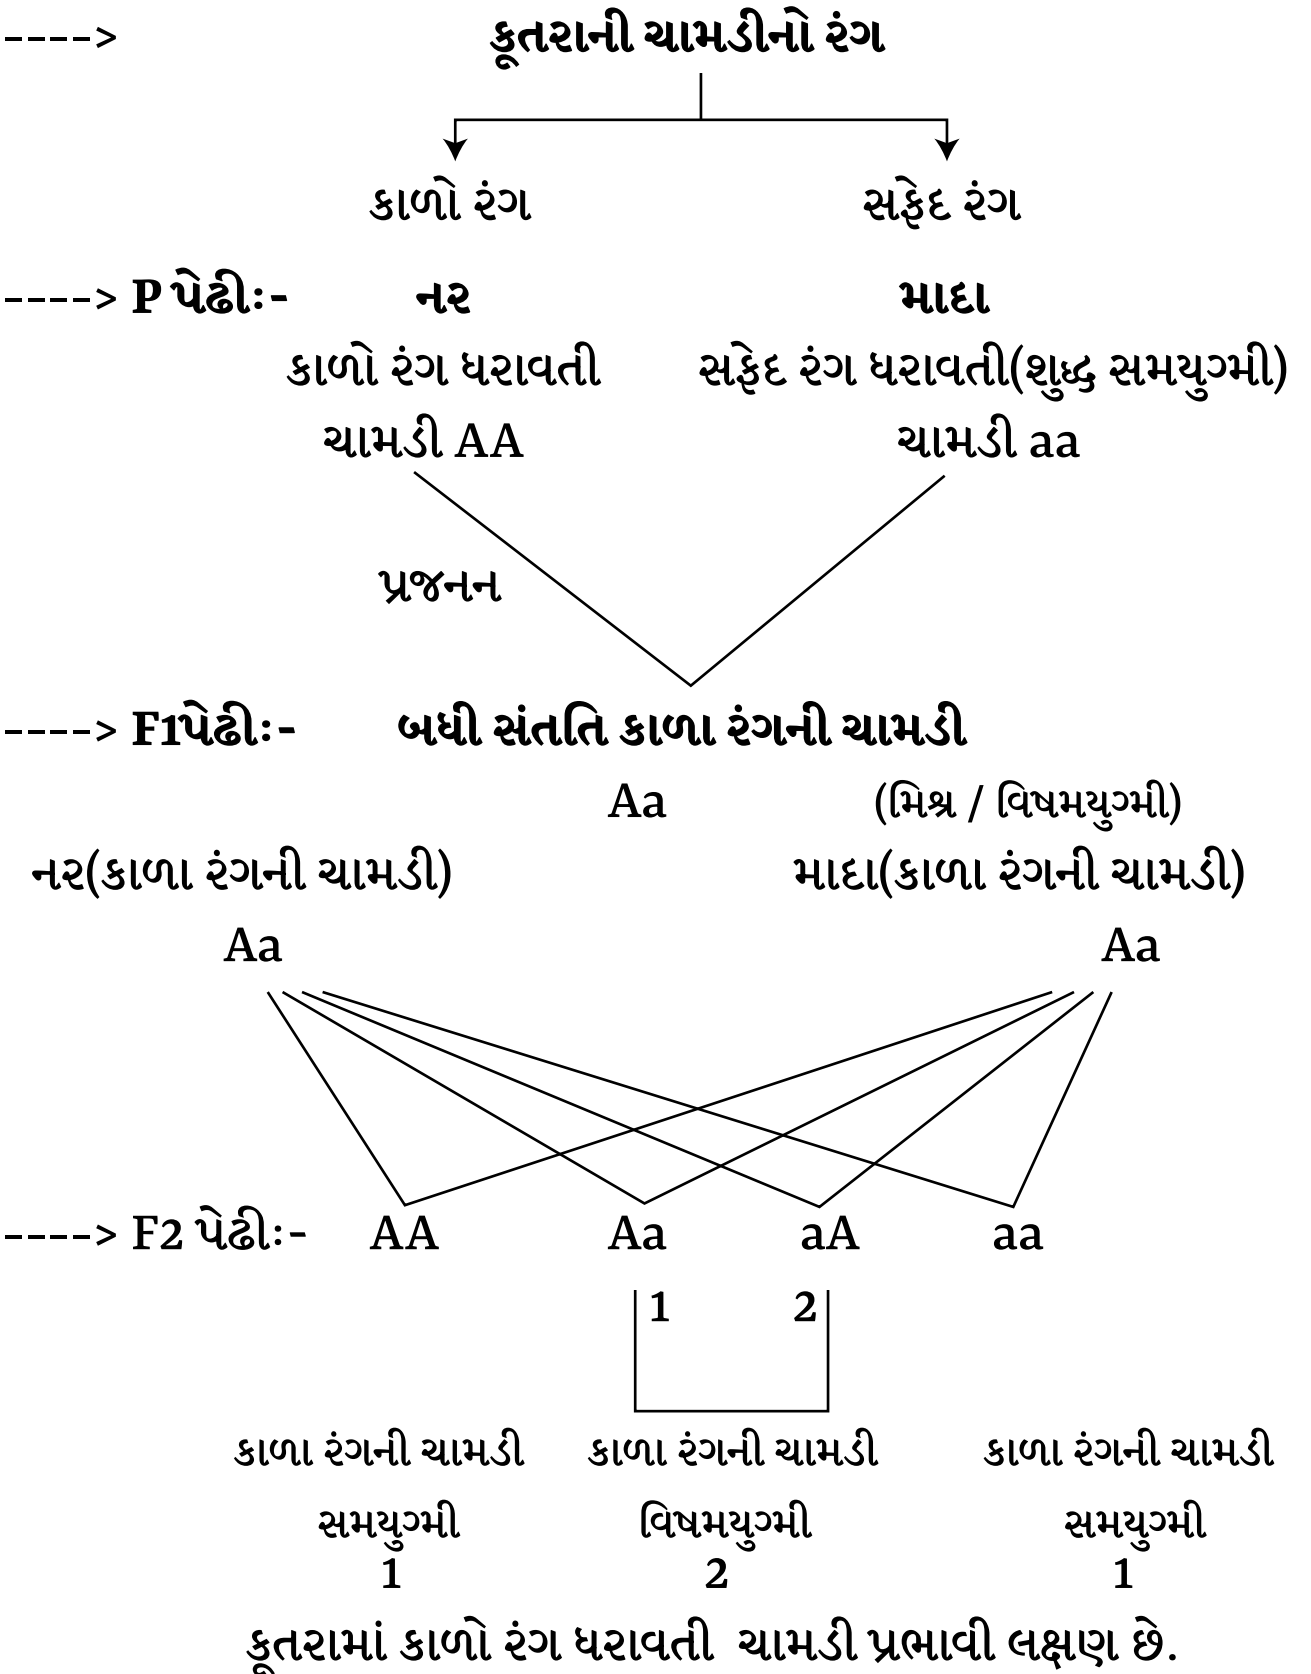 ----> કૂતરાની ચામડીનો રંગ
કાળો રંગ સફેદ રંગ
----> P પેઢીઃ- નર માદા
કાળો રંગ ધરાવતી સફેદ રંગ ધરાવતી(શુદ્ધ સમયુગ્મી)
ચામડી AA ચામડી aa
પ્રજનન
----> F1પેઢીઃ- બધી સંતતિ કાળા રંગની ચામડી
Aa (મિશ્ર / વિષમયુગ્મી)
નર(કાળા રંગની ચામડી) માદા(કાળા રંગની ચામડી)
Aa Aa
----> F2 પેઢીઃ- AA Aa aA aa
1 2
કાળા રંગની ચામડી કાળા રંગની ચામડી કાળા રંગની ચામડી
સમયુગ્મી વિષમયુગ્મી સમયુગ્મી
1 2 1
કૂતરામાં કાળો રંગ ધરાવતી ચામડી પ્રભાવી લક્ષણ છે.